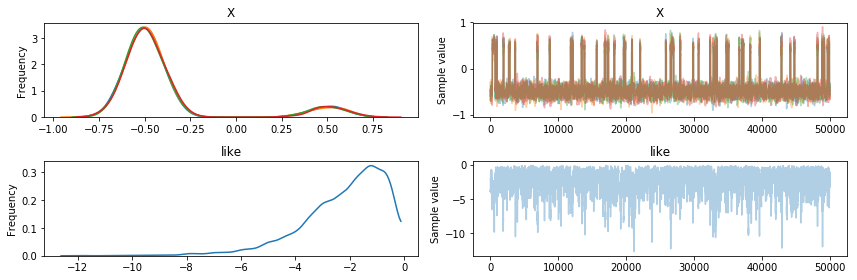 X
Frequency
3
2
1
0
−1.00 −0.75 −0.50 −0.25 0.00 0.25 0.50 0.75
X
Sample value
1
0
−1
0 10000 20000 30000 40000 50000
like
Frequency
0.3
0.2
0.1
0.0
−12 −10 −8 −6 −4 −2 0
like
Sample value
0
−5
−10
0 10000 20000 30000 40000 50000